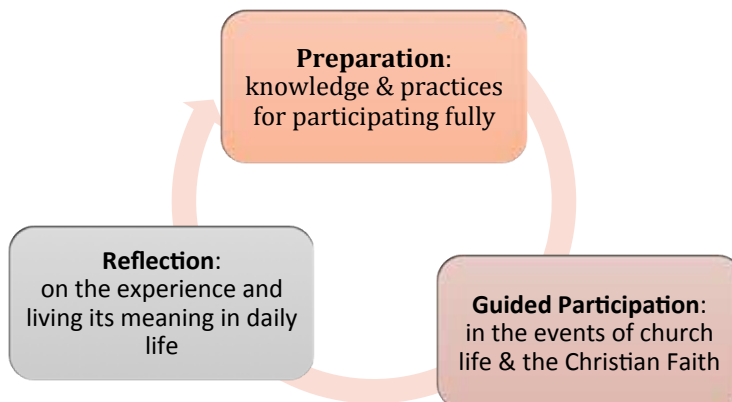 Preparation:
knowledge & practices
for participating fully
Guided Participation:
in the events of church
life & the Christian Faith
Reflection:
on the experience and
living its meaning in daily
life